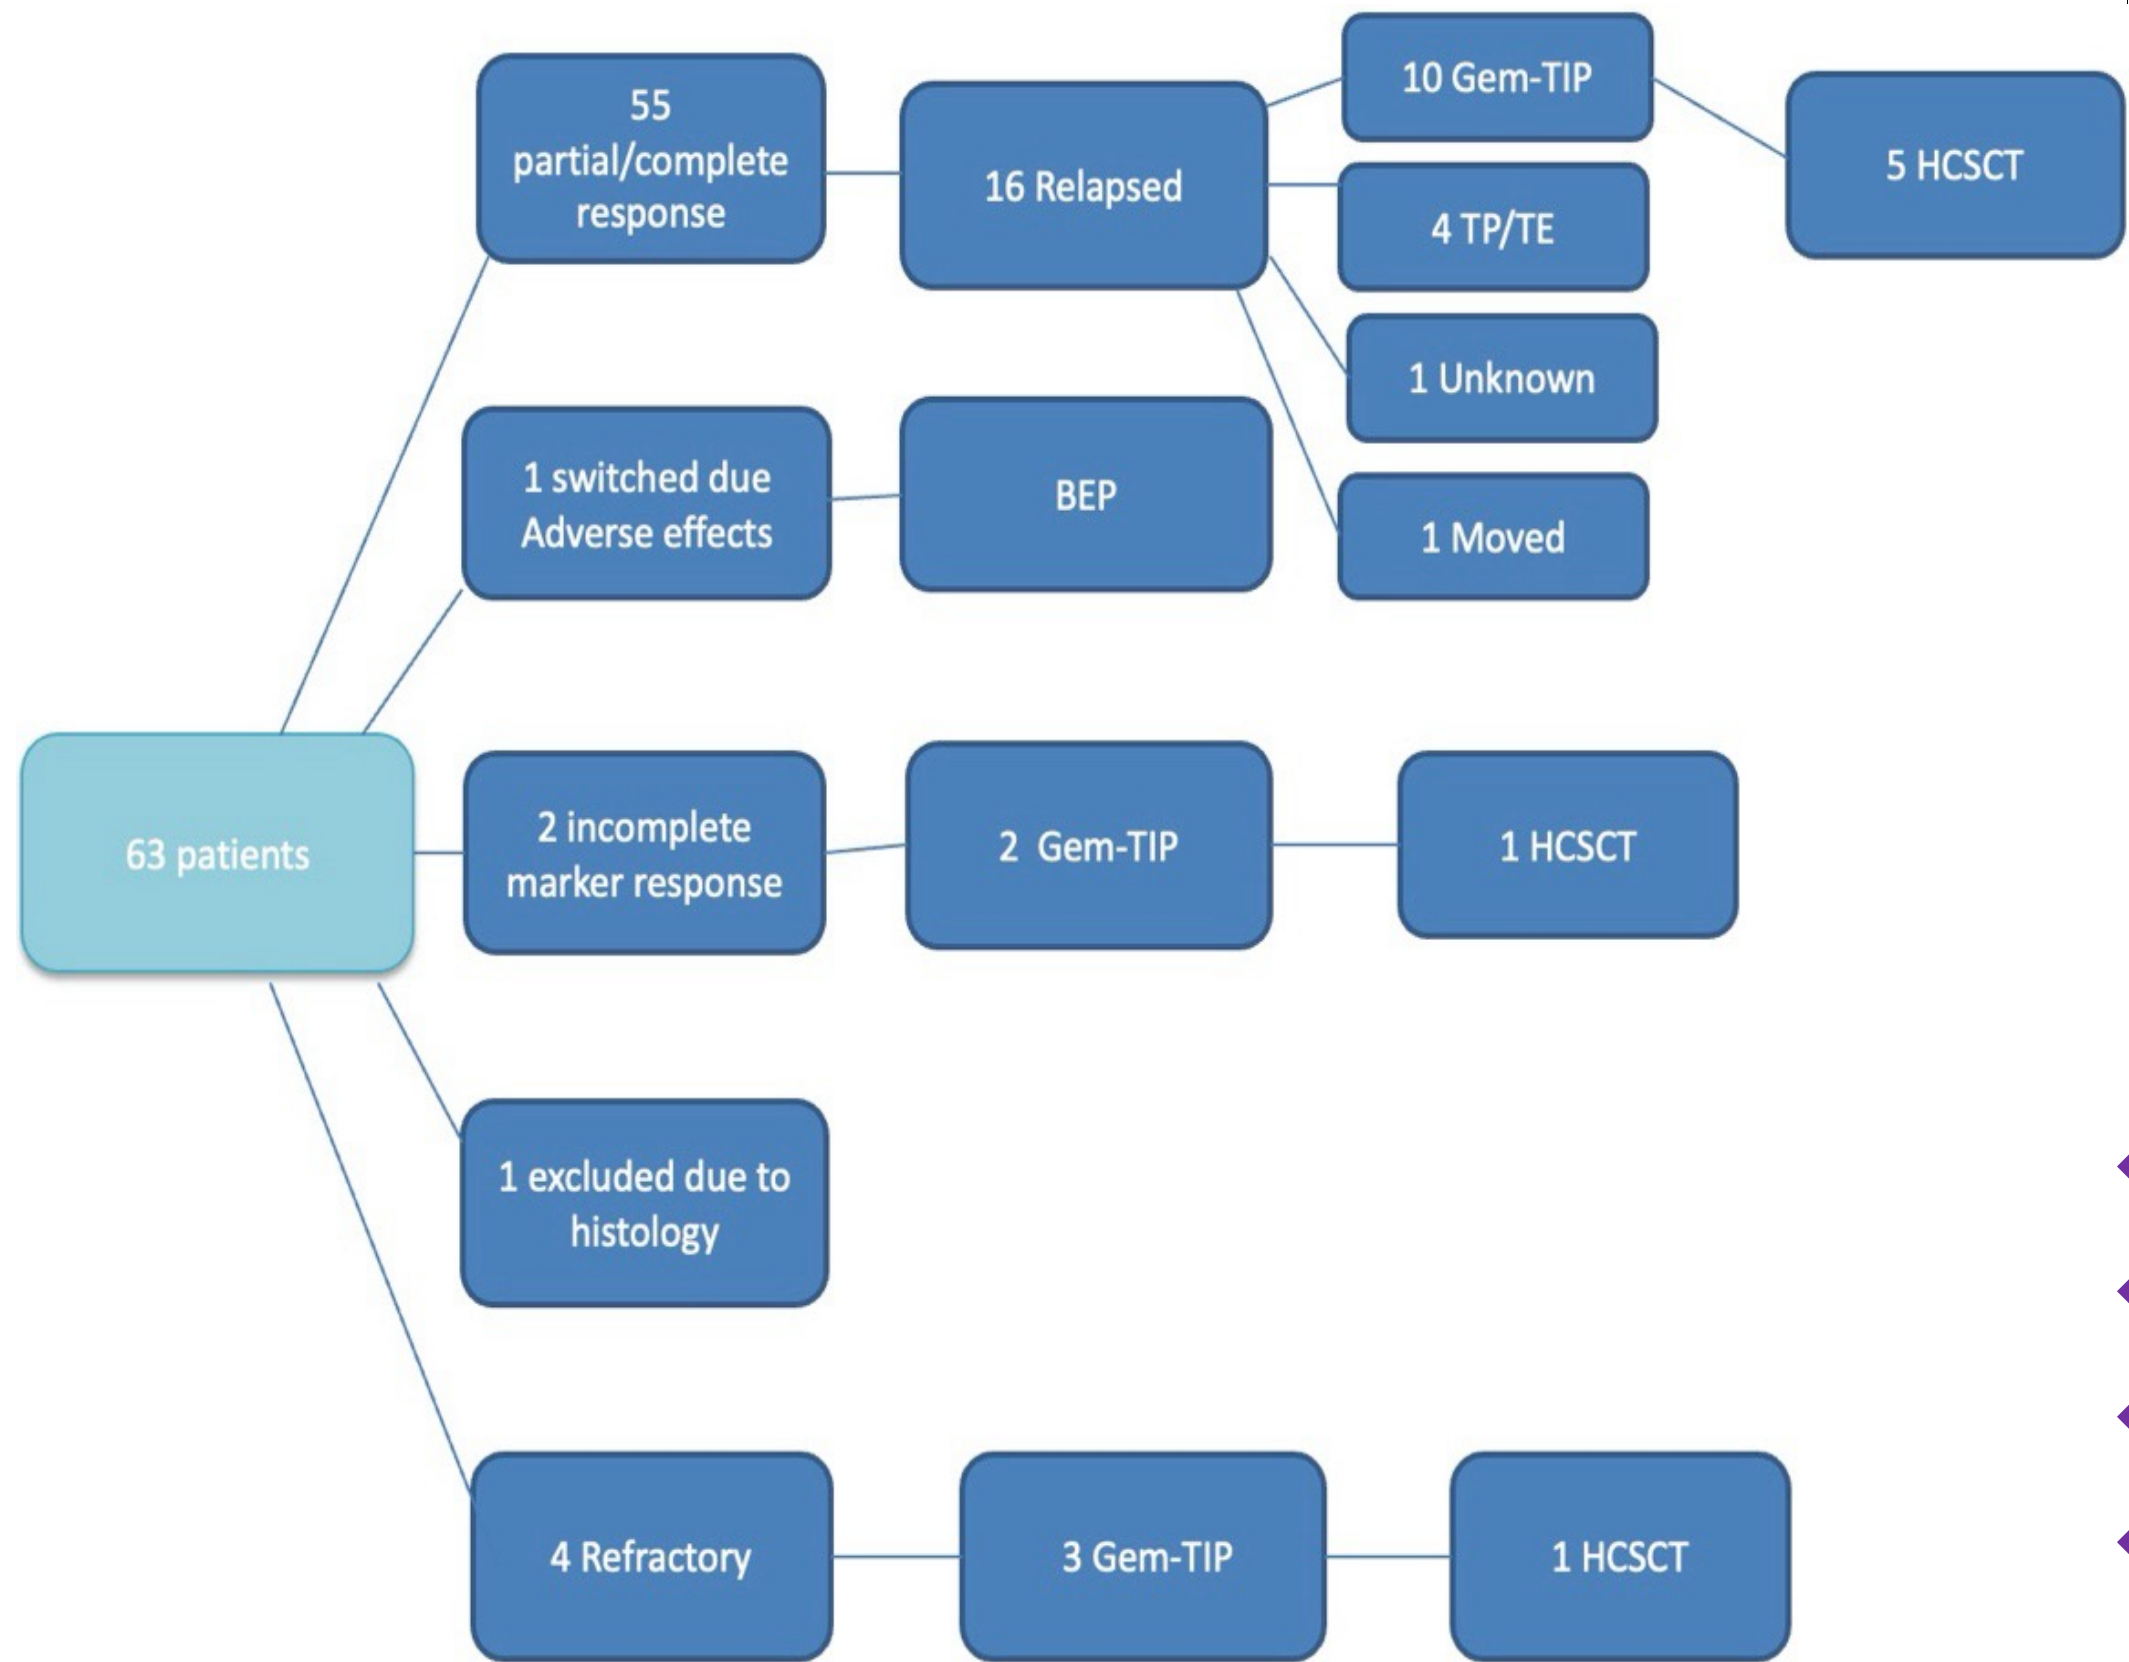 55
partial/complete
response
16 Relapsed
10 Gem-TIP
5 HCSCT
4 TP/TE
1 Unknown
1 Moved
1 switched due
Adverse effects
BEP
63 patients
2 incomplete
marker response
2 Gem-TIP
1 HCSCT
1 excluded due to
histology
4 Refractory
3 Gem-TIP
1 HCSCT